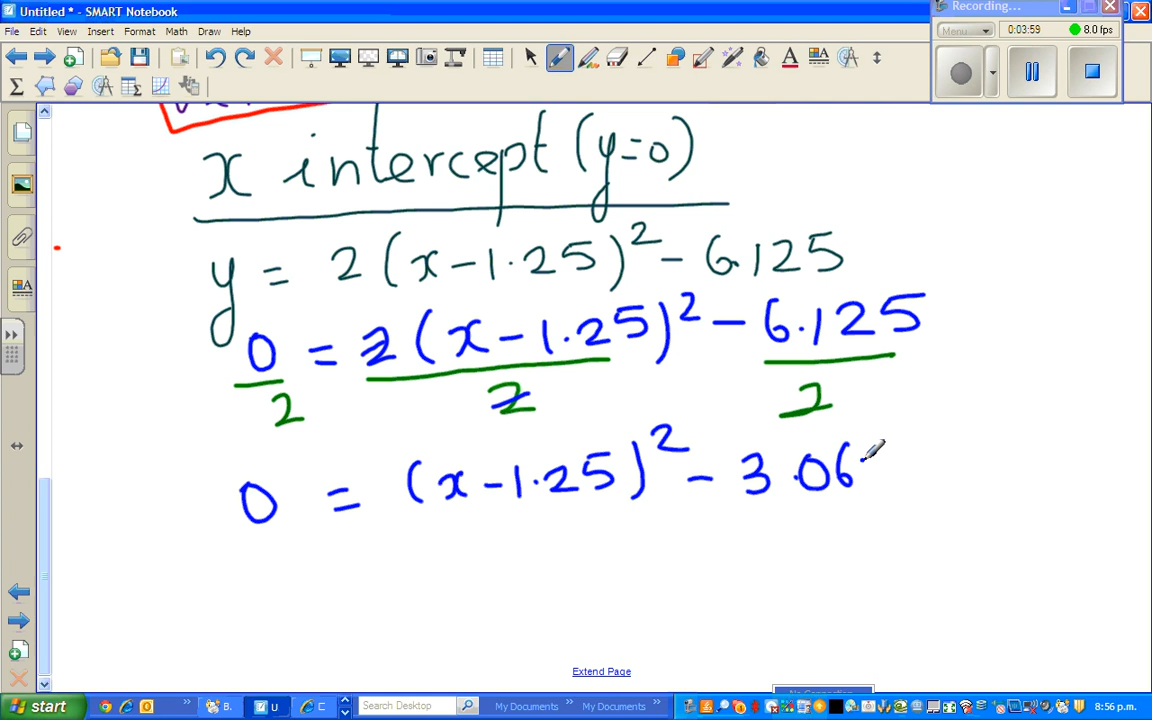 Untitled * - SMART Notebook
Recording...
File Edit View Insert Format Math Draw Help
Menu 0:03:59 8.0 fps
x intercept (y=0)
y = 2(x-1.25)² - 6.125
0 = 2(x-1.25)² - 6.125
2 2 2
0 = (x-1.25)² - 3.06
Extend Page
start B. U C Search Desktop My Documents My Documents 8:56 p.m.